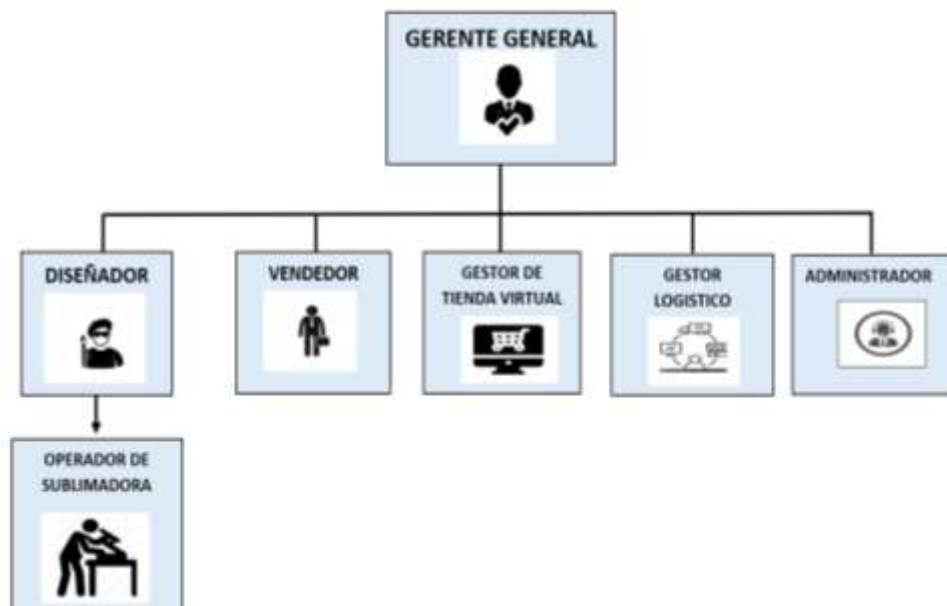 GERENTE GENERAL
DISEÑADOR
VENDEDOR
GESTOR DE
TIENDA VIRTUAL
GESTOR
LOGISTICO
ADMINISTRADOR
OPERADOR DE
SUBLIMADORA